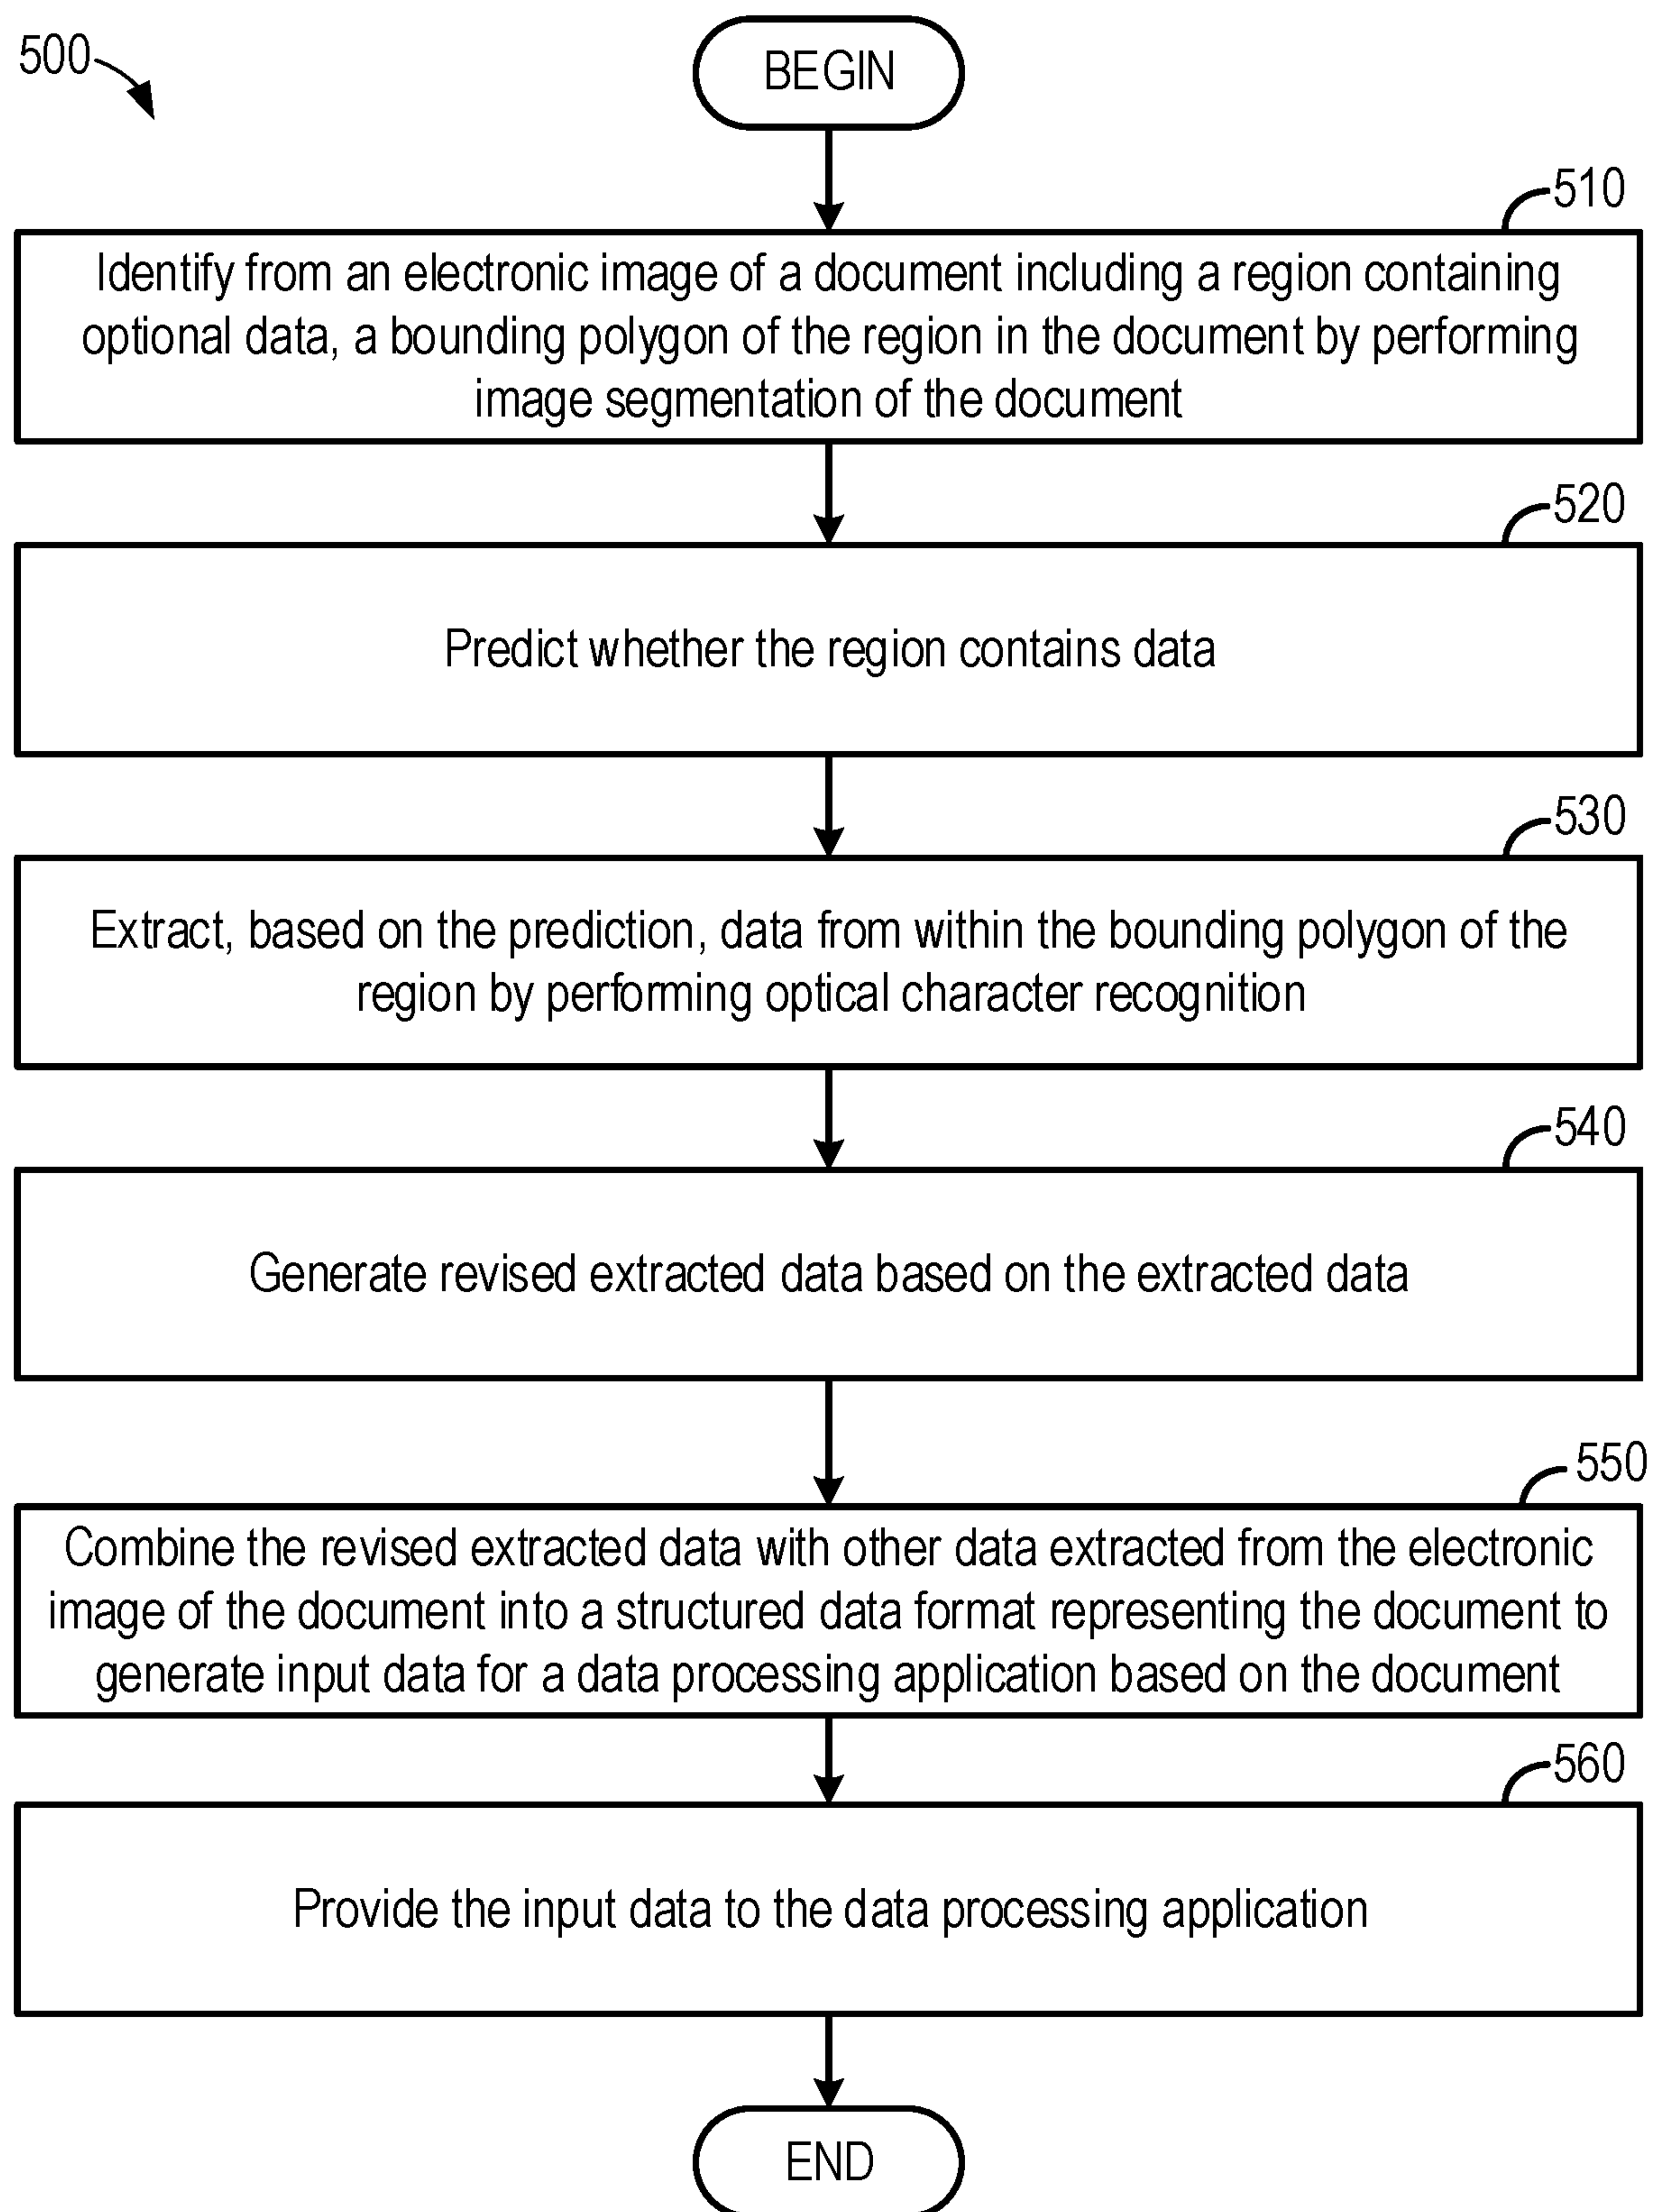 500
BEGIN
510
Identify from an electronic image of a document including a region containing
optional data, a bounding polygon of the region in the document by performing
image segmentation of the document
520
Predict whether the region contains data
530
Extract, based on the prediction, data from within the bounding polygon of the
region by performing optical character recognition
540
Generate revised extracted data based on the extracted data
550
Combine the revised extracted data with other data extracted from the electronic
image of the document into a structured data format representing the document to
generate input data for a data processing application based on the document
560
Provide the input data to the data processing application
END